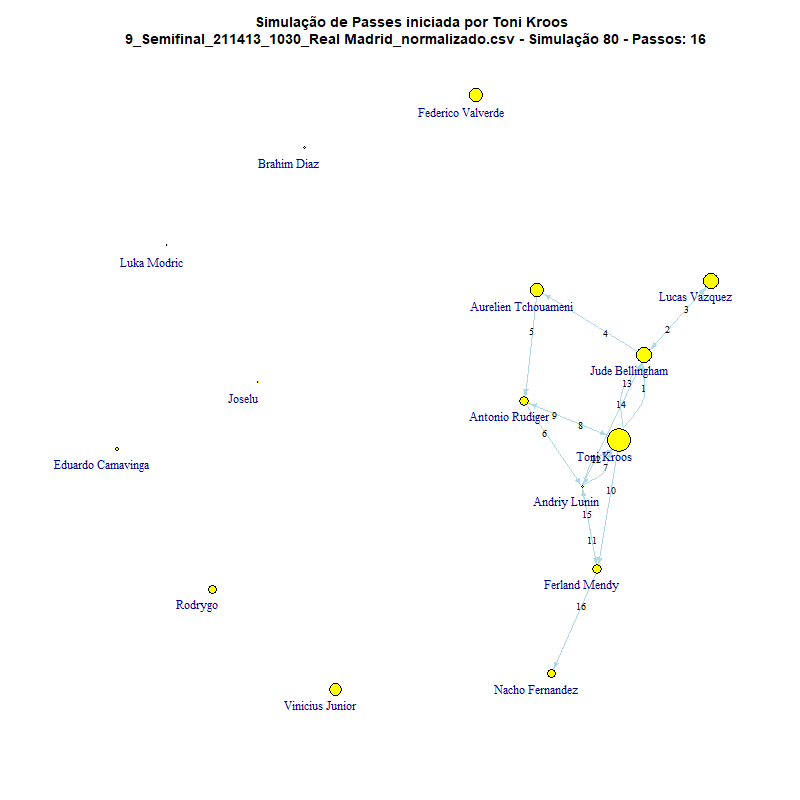 Simulação de Passes iniciada por Toni Kroos
9_Semifinal_211413_1030_Real Madrid_normalizado.csv - Simulação 80 - Passos: 16
Federico Valverde
Brahim Diaz
Luka Modric
Lucas Vazquez
Aurelien Tchouameni
3
2
4
5
Jude Bellingham
13
1
Joselu
14
Antonio Rudiger
9
8
6
Toni Kroos
Eduardo Camavinga
7
10
Andriy Lunin
15
11
Ferland Mendy
16
Rodrygo
Nacho Fernandez
Vinicius Junior